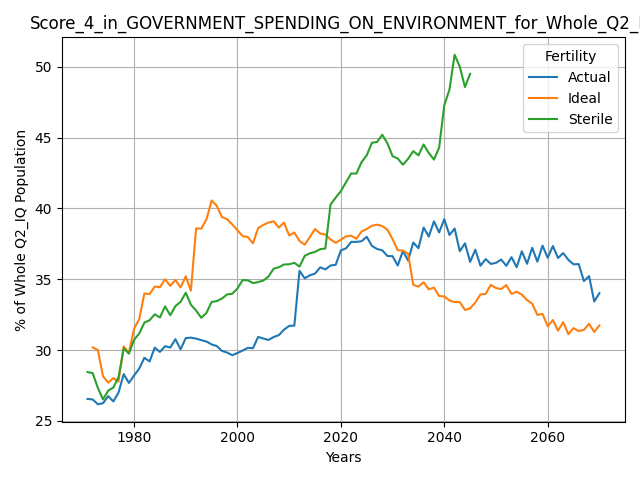 Score_4_in_GOVERNMENT_SPENDING_ON_ENVIRONMENT_for_Whole_Q2_
Fertility
Actual
Ideal
Sterile
% of Whole Q2_IQ Population
50
45
40
35
30
25
1980
2000
2020
2040
2060
Years